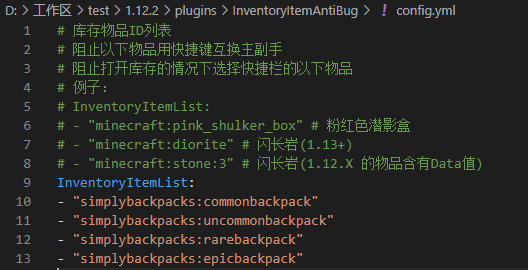 D: > 工作区 > test > 1.12.2 > plugins > InventoryItemAntiBug > ! config.yml
1 # 库存物品ID列表
2 # 阻止以下物品用快捷键互换主副手
3 # 阻止打开库存的情况下选择快捷栏的以下物品
4 # 例子:
5 # InventoryItemList:
6 # - "minecraft:pink_shulker_box" # 粉红色潜影盒
7 # - "minecraft:diorite" # 闪长岩(1.13+)
8 # - "minecraft:stone:3" # 闪长岩(1.12.X 的物品含有Data值)
9 InventoryItemList:
10 - "simplybackpacks:commonbackpack"
11 - "simplybackpacks:uncommonbackpack"
12 - "simplybackpacks:rarebackpack"
13 - "simplybackpacks:epicbackpack"